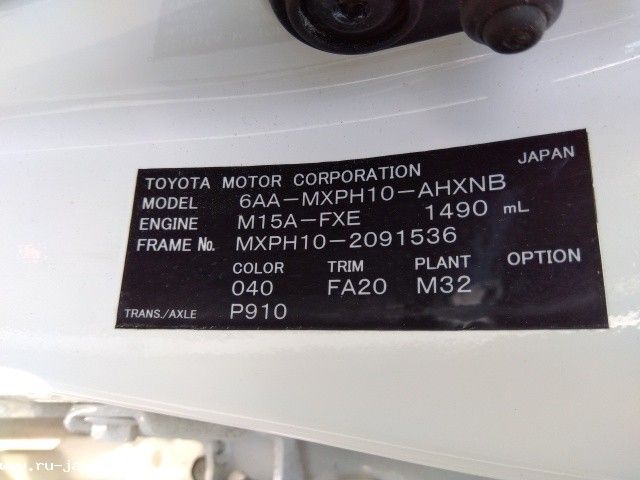 JAPAN
TOYOTA MOTOR CORPORATION
MODEL 6AA-MXPH10-AHXNB
ENGINE M15A-FXE 1490 mL
FRAME No. MXPH10-2091536
COLOR TRIM PLANT OPTION
040 FA20 M32
TRANS./AXLE P910